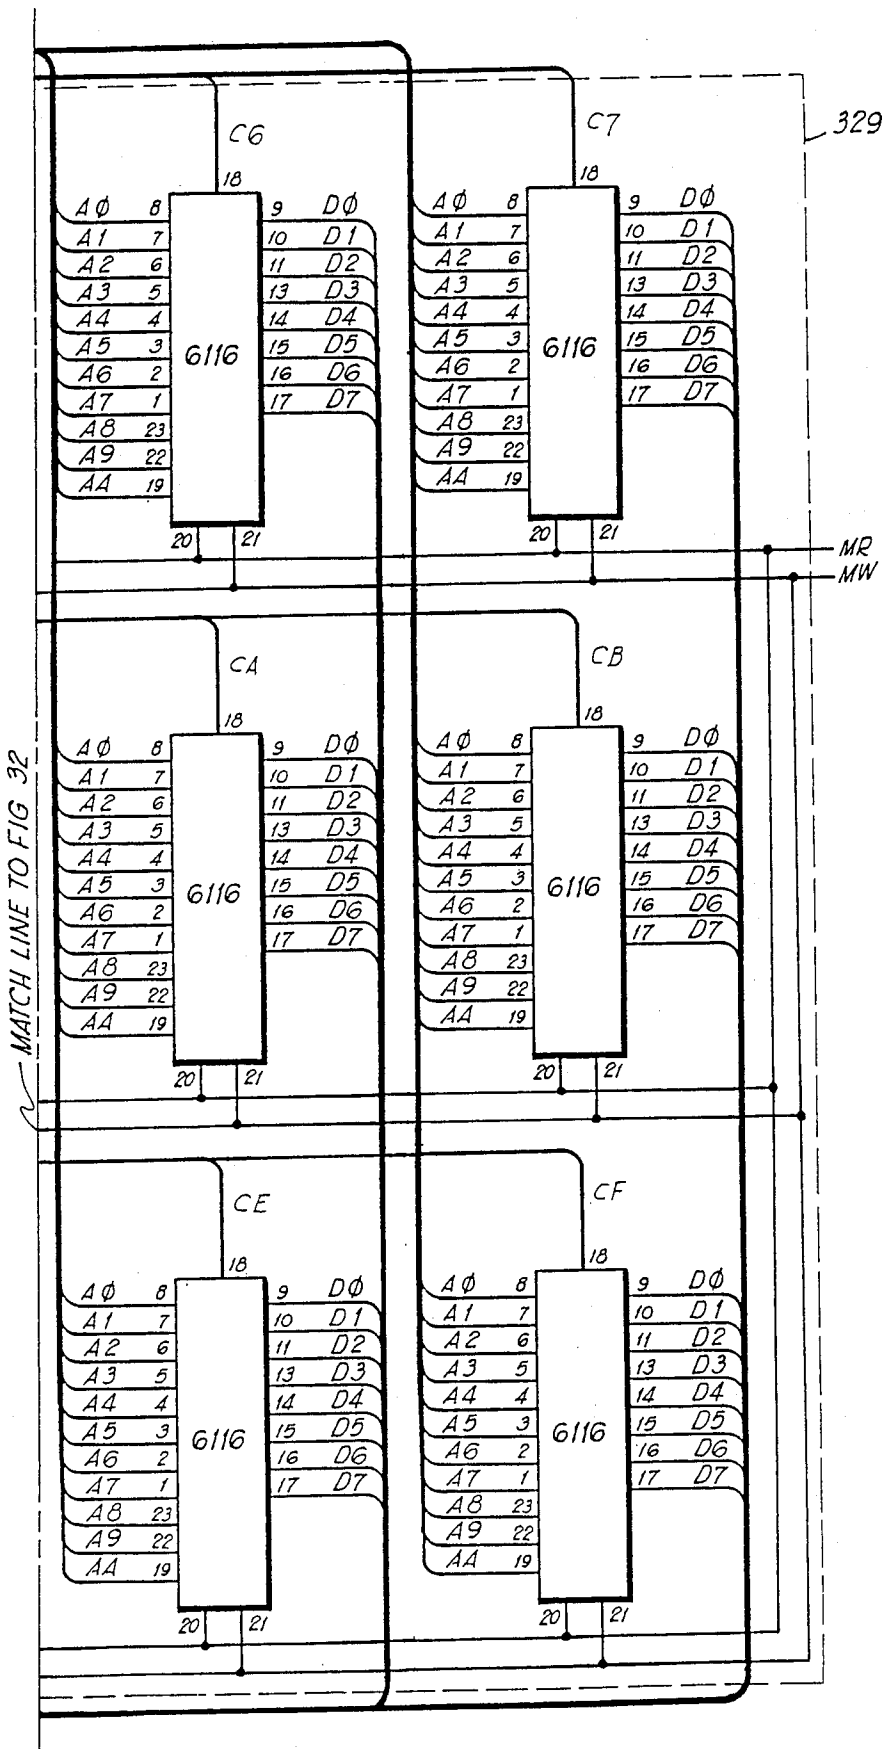 C6 C7 329
18 18
AØ 8 9 DØ AØ 8 9 DØ
A1 7 10 D1 A1 7 10 D1
A2 6 11 D2 A2 6 11 D2
A3 5 13 D3 A3 5 13 D3
A4 4 14 D4 A4 4 14 D4
A5 3 6116 15 D5 A5 3 6116 15 D5
A6 2 16 D6 A6 2 16 D6
A7 1 17 D7 A7 1 17 D7
A8 23 A8 23
A9 22 A9 22
AA 19 AA 19
20 21 20 21
MR
MW
CA CB
18 18
AØ 8 9 DØ AØ 8 9 DØ
A1 7 10 D1 A1 7 10 D1
A2 6 11 D2 A2 6 11 D2
A3 5 13 D3 A3 5 13 D3
A4 4 14 D4 A4 4 14 D4
A5 3 6116 15 D5 A5 3 6116 15 D5
A6 2 16 D6 A6 2 16 D6
A7 1 17 D7 A7 1 17 D7
A8 23 A8 23
A9 22 A9 22
AA 19 AA 19
20 21 20 21
MATCH LINE TO FIG 32
CE CF
18 18
AØ 8 9 DØ AØ 8 9 DØ
A1 7 10 D1 A1 7 10 D1
A2 6 11 D2 A2 6 11 D2
A3 5 13 D3 A3 5 13 D3
A4 4 14 D4 A4 4 14 D4
A5 3 6116 15 D5 A5 3 6116 15 D5
A6 2 16 D6 A6 2 16 D6
A7 1 17 D7 A7 1 17 D7
A8 23 A8 23
A9 22 A9 22
AA 19 AA 19
20 21 20 21